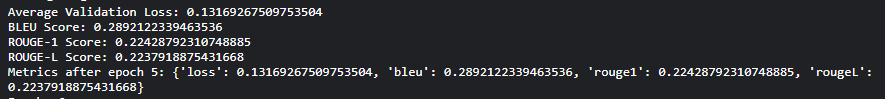 Average Validation Loss: 0.13169267509753504
BLEU Score: 0.2892122339463536
ROUGE-1 Score: 0.22428792310748885
ROUGE-L Score: 0.2237918875431668
Metrics after epoch 5: {'loss': 0.13169267509753504, 'bleu': 0.2892122339463536, 'rouge1': 0.22428792310748885, 'rougeL':
0.2237918875431668}